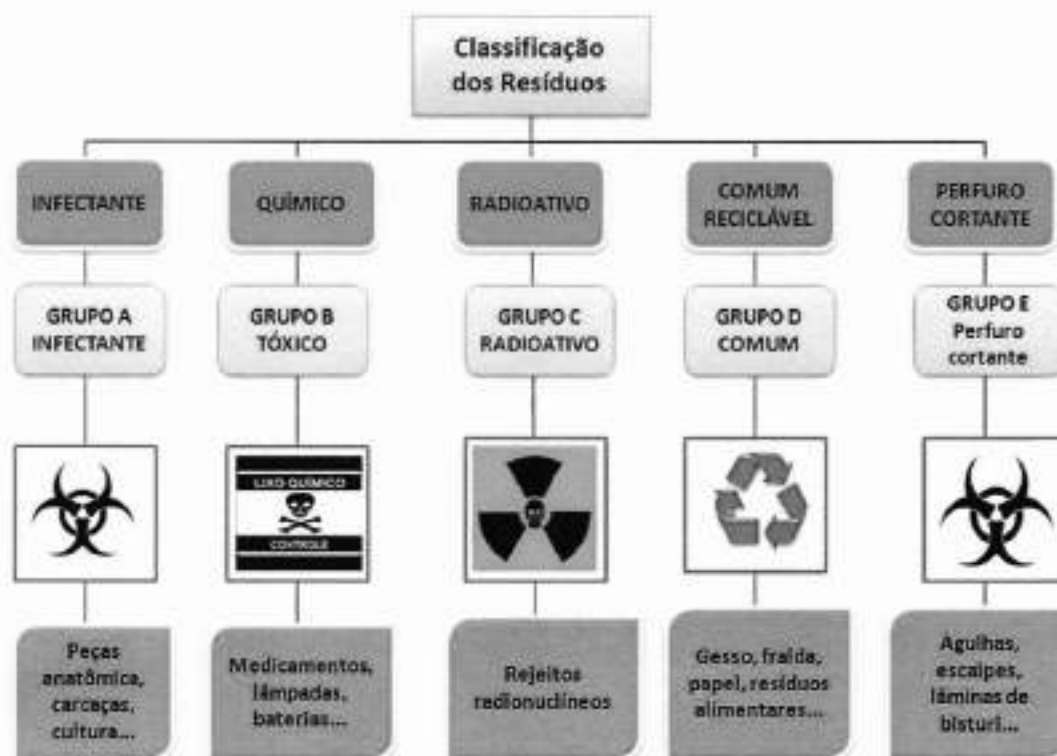 Classificação
dos Resíduos
INFECTANTE
QUÍMICO
RADIOATIVO
COMUM
RECICLÁVEL
PERFURO
CORTANTE
GRUPO A
INFECTANTE
GRUPO B
TÓXICO
GRUPO C
RADIOATIVO
GRUPO D
COMUM
GRUPO E
Perfuro
cortante
LIXO QUÍMICO
CONTROLE
Peças
anatômica,
carcaças,
cultura...
Medicamentos,
lâmpadas,
baterias...
Rejeitos
radionuclíneos
Gesso, fralda,
papel, resíduos
alimentares...
Agulhas,
escalpes,
lâminas de
bisturi...